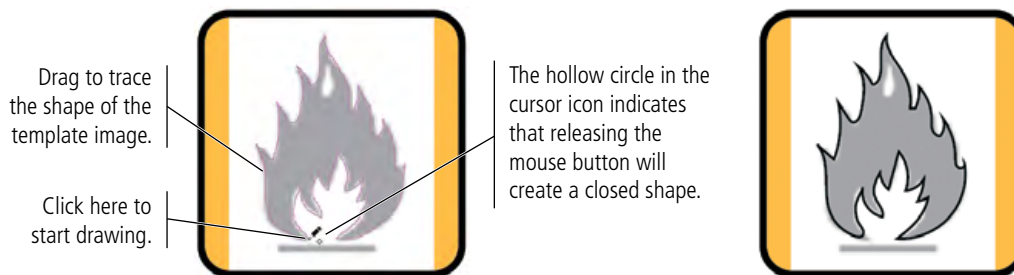 Drag to trace
the shape of the
template image.
Click here to
start drawing.
The hollow circle in the
cursor icon indicates
that releasing the
mouse button will
create a closed shape.